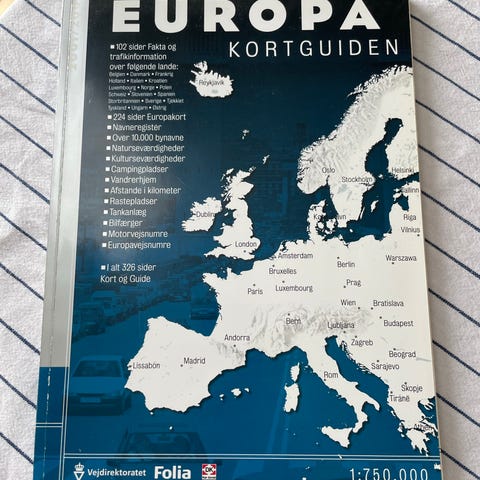 EUROPA
KORTGUIDEN
102 sider Fakta og
trafikinformation
over følgende lande:
Belgien • Danmark • Frankrig
Holland • Italien • Kroatien
Luxembourg • Norge • Polen
Schweiz • Slovenien • Spanien
Storbritannien • Sverige • Tjekkiet
Tyskland • Ungarn • Østrig
224 sider Europakort
Navneregister
Over 10.000 bynavne
Naturseværdigheder
Kulturseværdigheder
Campingpladser
Vandrerhjem
Afstande i kilometer
Rastepladser
Tankanlæg
Bilfærger
Motorvejsnumre
Europavejsnumre
I alt 326 sider
Kort og Guide
Reykjavik
Oslo
Stockholm
Helsinki
Tallinn
Riga
Vilnius
Dublin
London
Amsterdam
Bruxelles
Berlin
Warszawa
Paris
Luxembourg
Prag
Wien
Bratislava
Bern
Budapest
Ljubljana
Zagreb
Andorra
Beograd
Sarajevo
Lissabon
Madrid
Rom
Skopje
Tiranë
Vejdirektoratet
Folia
1:750.000